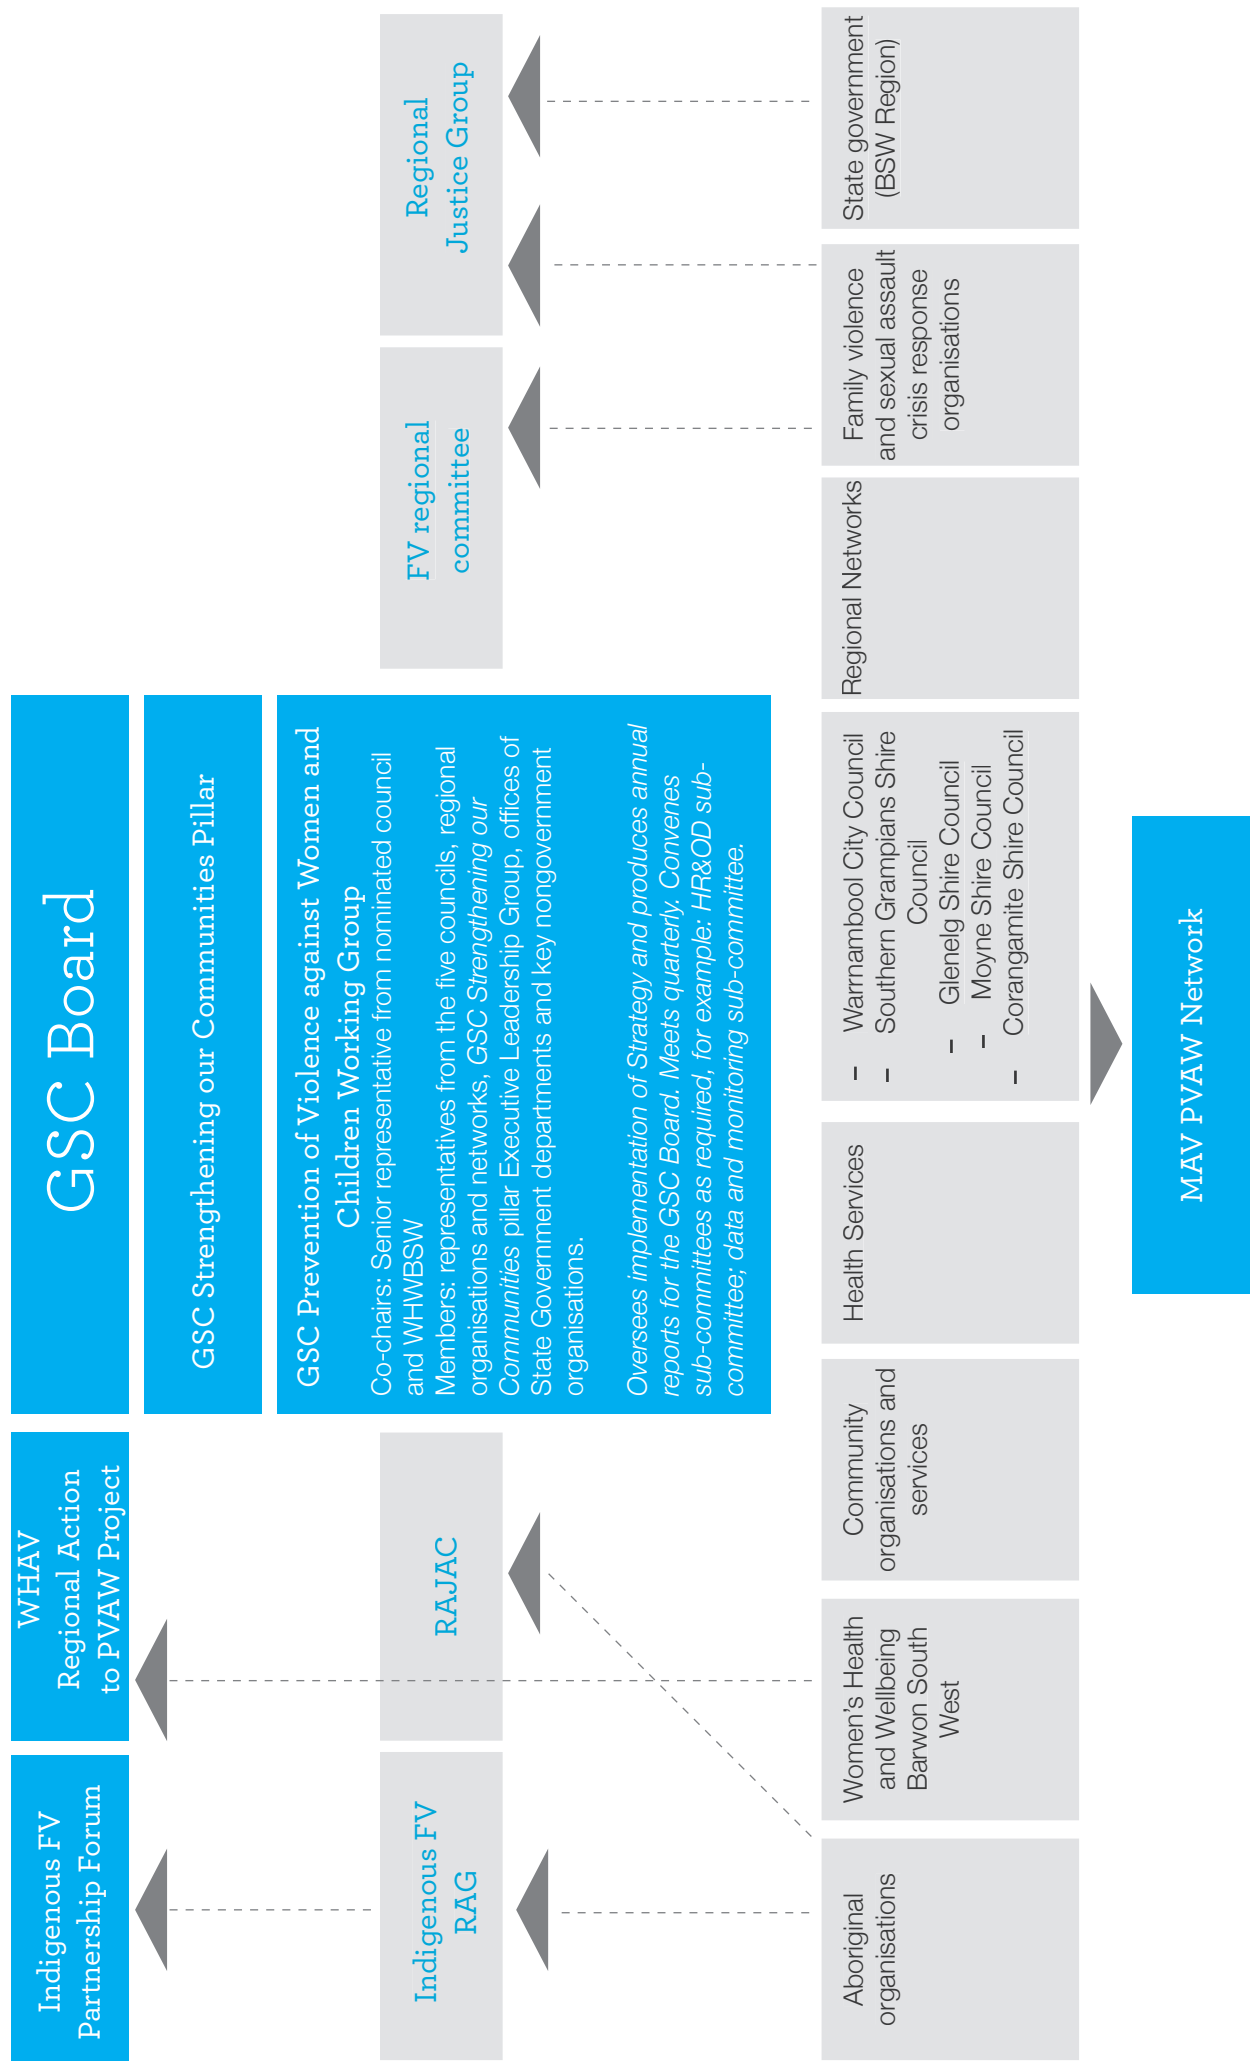 Indigenous FV
Partnership Forum
WHAV
Regional Action
to PVAW Project
GSC Board
GSC Strengthening our Communities Pillar
GSC Prevention of Violence against Women and
Children Working Group
Co-chairs: Senior representative from nominated council
and WHWBSW
Members: representatives from the five councils, regional
organisations and networks, GSC Strengthening our
Communities pillar Executive Leadership Group, offices of
State Government departments and key nongovernment
organisations.
Oversees implementation of Strategy and produces annual
reports for the GSC Board. Meets quarterly. Convenes
sub-committees as required, for example: HR&OD sub-
committee; data and monitoring sub-committee.
Indigenous FV
RAG
RAJAC
FV regional
committee
Regional
Justice Group
Aboriginal
organisations
Women’s Health
and Wellbeing
Barwon South
West
Community
organisations and
services
Health Services
– Warrnambool City Council
– Southern Grampians Shire
Council
– Glenelg Shire Council
– Moyne Shire Council
– Corangamite Shire Council
Regional Networks
Family violence
and sexual assault
crisis response
organisations
State government
(BSW Region)
MAV PVAW Network